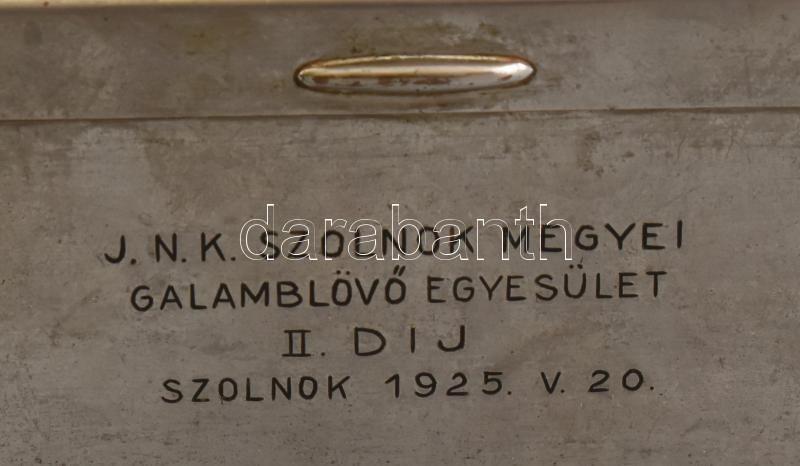 J. N. K. SZOLNOK MEGYEI
GALAMBLÖVŐ EGYESÜLET
II. DIJ
SZOLNOK 1925. V. 20.
darabanth